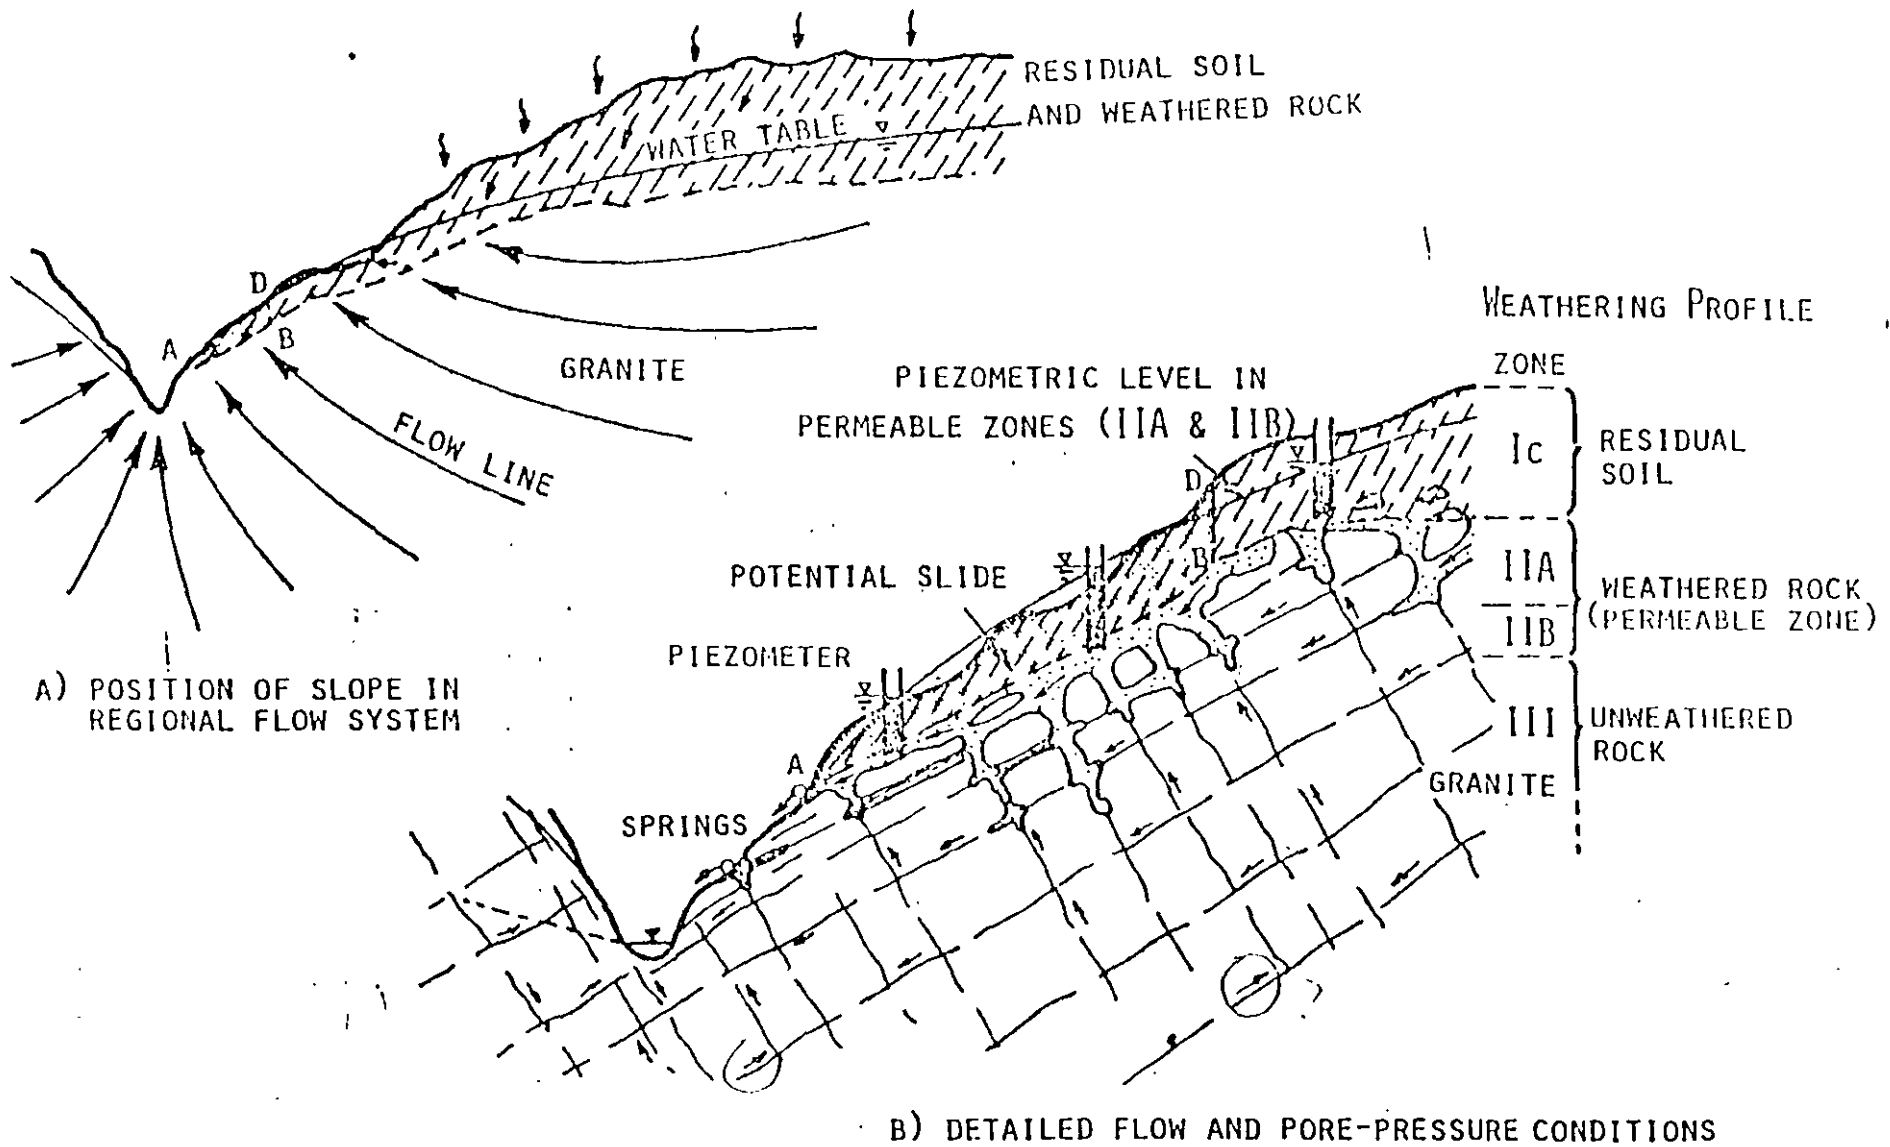 RESIDUAL SOIL
AND WEATHERED ROCK
WATER TABLE
D
A
B
GRANITE
FLOW LINE
A) POSITION OF SLOPE IN
REGIONAL FLOW SYSTEM
WEATHERING PROFILE
ZONE
PIEZOMETRIC LEVEL IN
PERMEABLE ZONES (IIA & IIB)
Ic
RESIDUAL
SOIL
D
B
IIA
WEATHERED ROCK
(PERMEABLE ZONE)
IIB
POTENTIAL SLIDE
PIEZOMETER
III
UNWEATHERED
ROCK
GRANITE
A
SPRINGS
B) DETAILED FLOW AND PORE-PRESSURE CONDITIONS